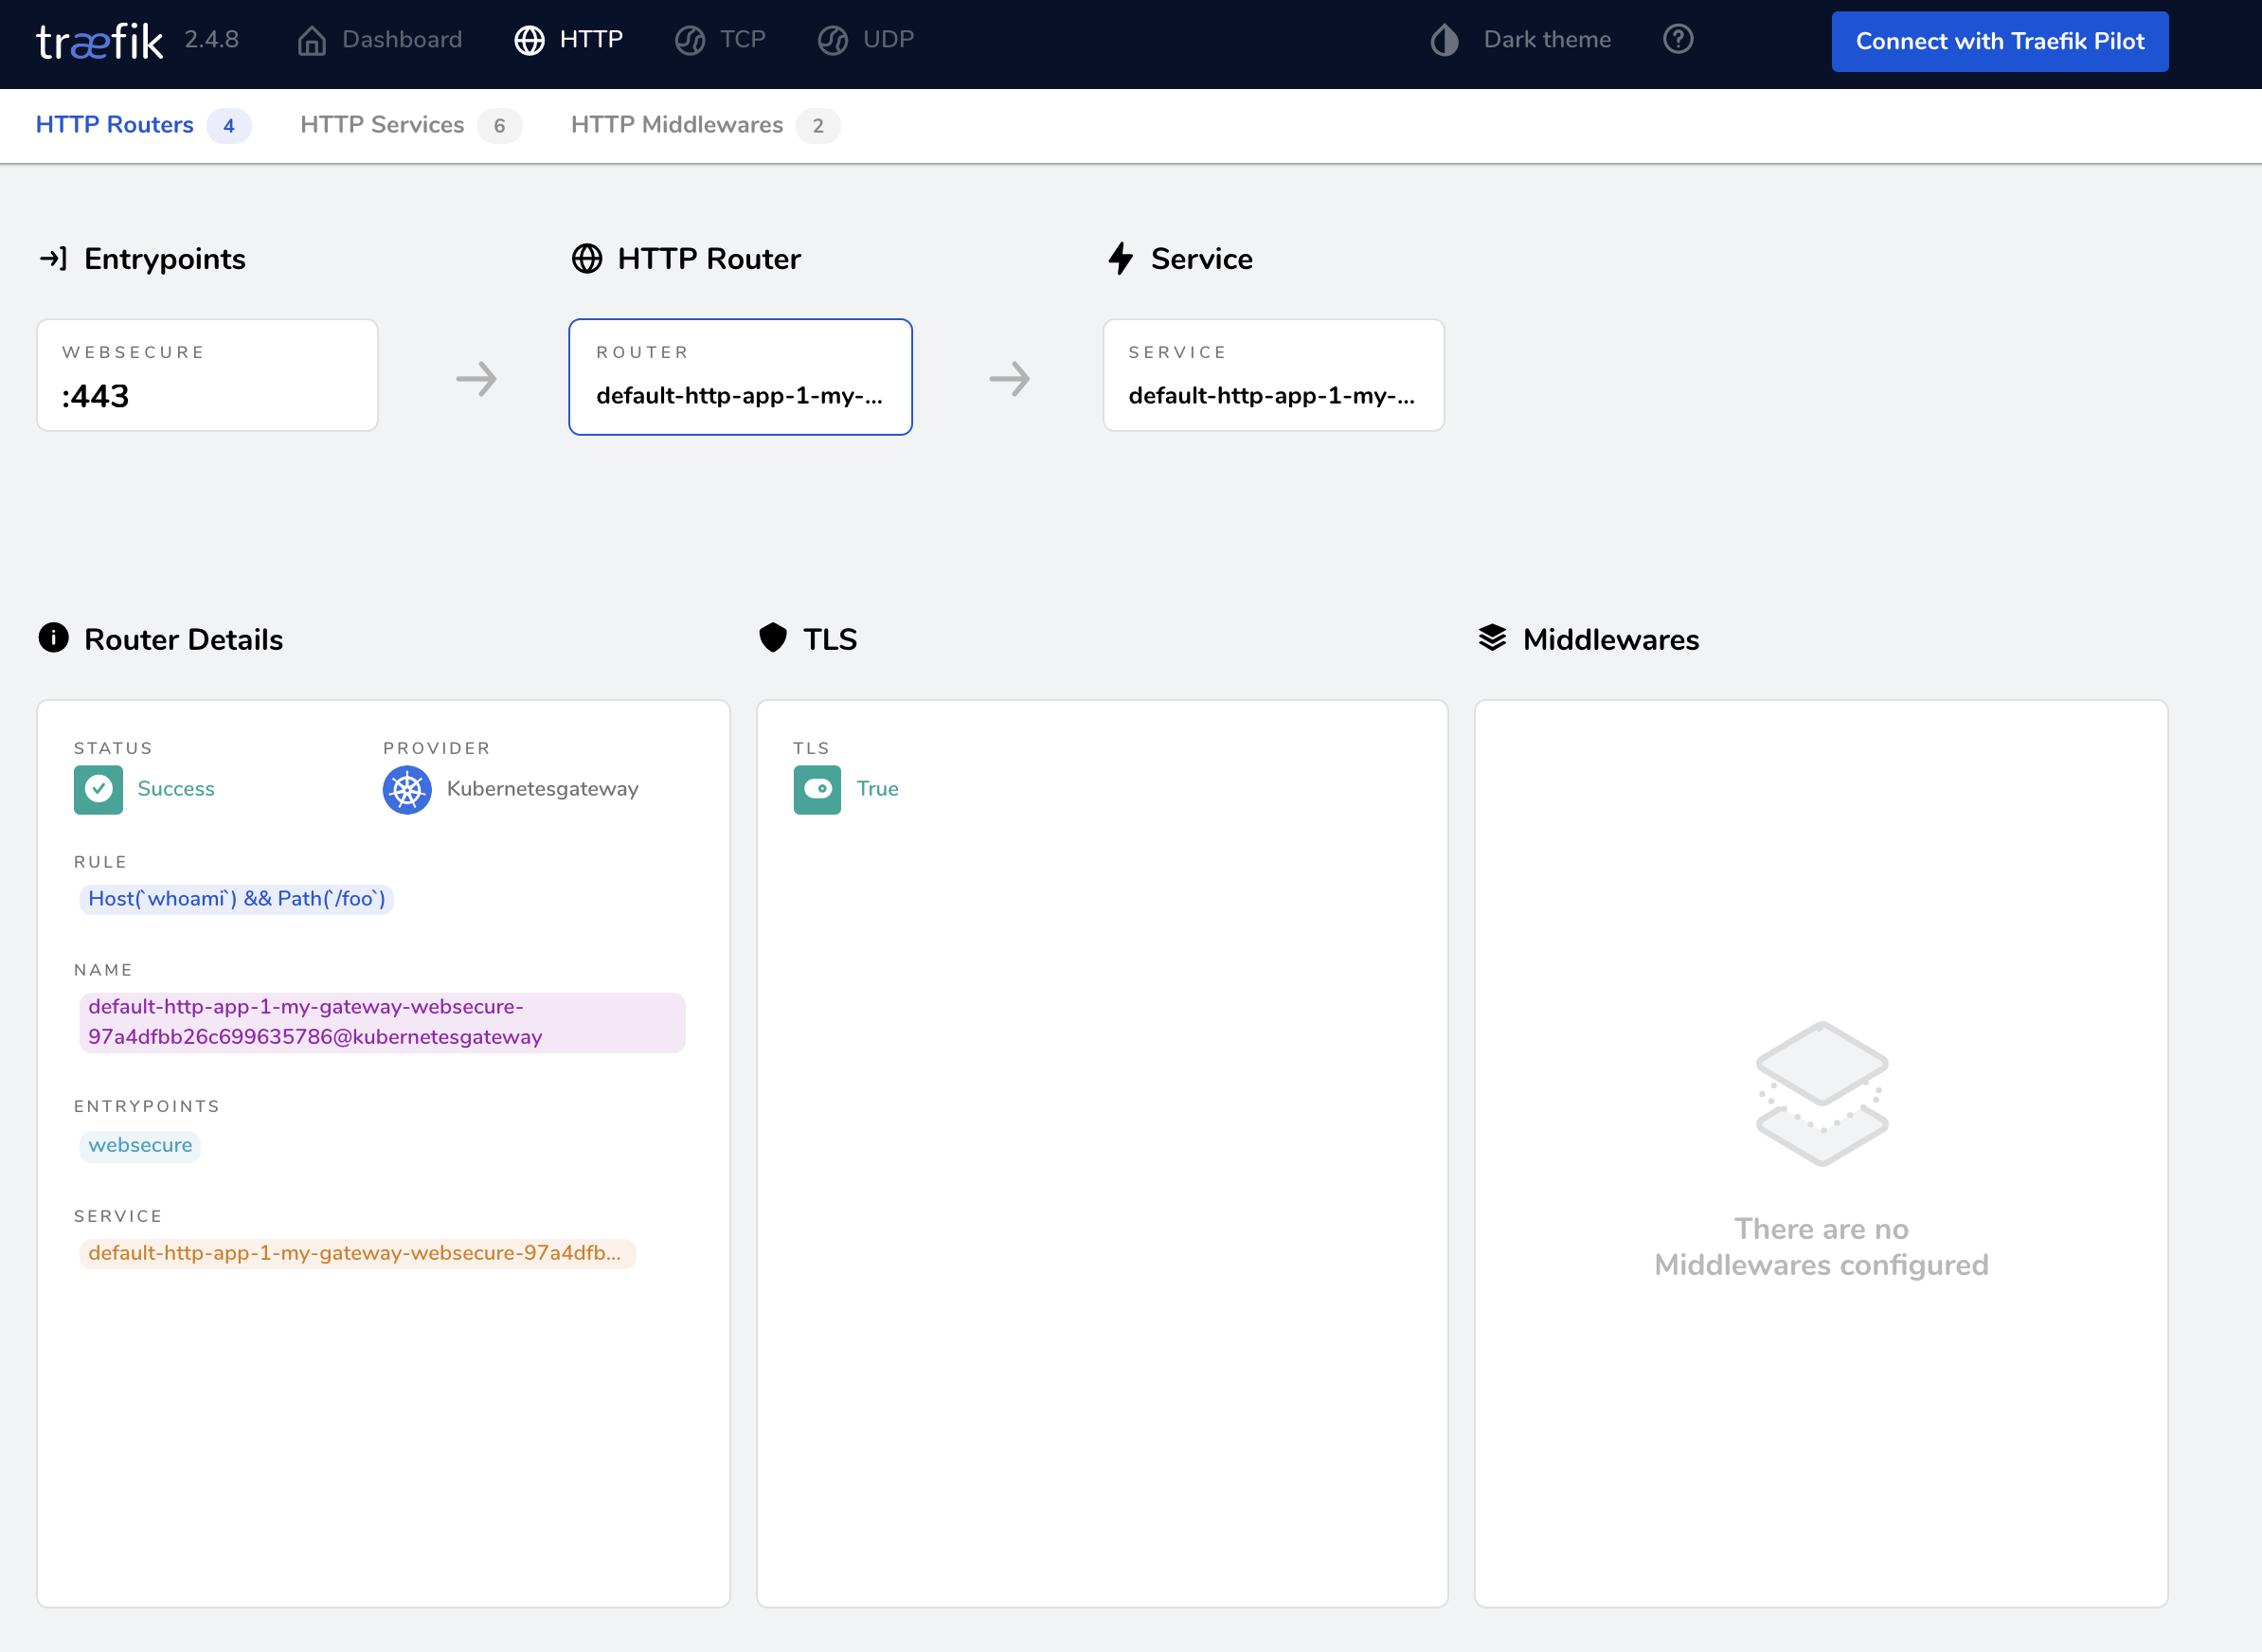 træfik 2.4.8 Dashboard HTTP TCP UDP Dark theme Connect with Traefik Pilot
HTTP Routers 4 HTTP Services 6 HTTP Middlewares 2
Entrypoints HTTP Router Service
WEBSECURE ROUTER SERVICE
:443 default-http-app-1-my-... default-http-app-1-my-...
Router Details TLS Middlewares
STATUS PROVIDER TLS
Success Kubernetesgateway True
RULE
Host(`whoami`) && Path(`/foo`)
NAME
default-http-app-1-my-gateway-websecure-
97a4dfbb26c699635786@kubernetesgateway
ENTRYPOINTS
websecure
SERVICE
default-http-app-1-my-gateway-websecure-97a4dfb...
There are no
Middlewares configured